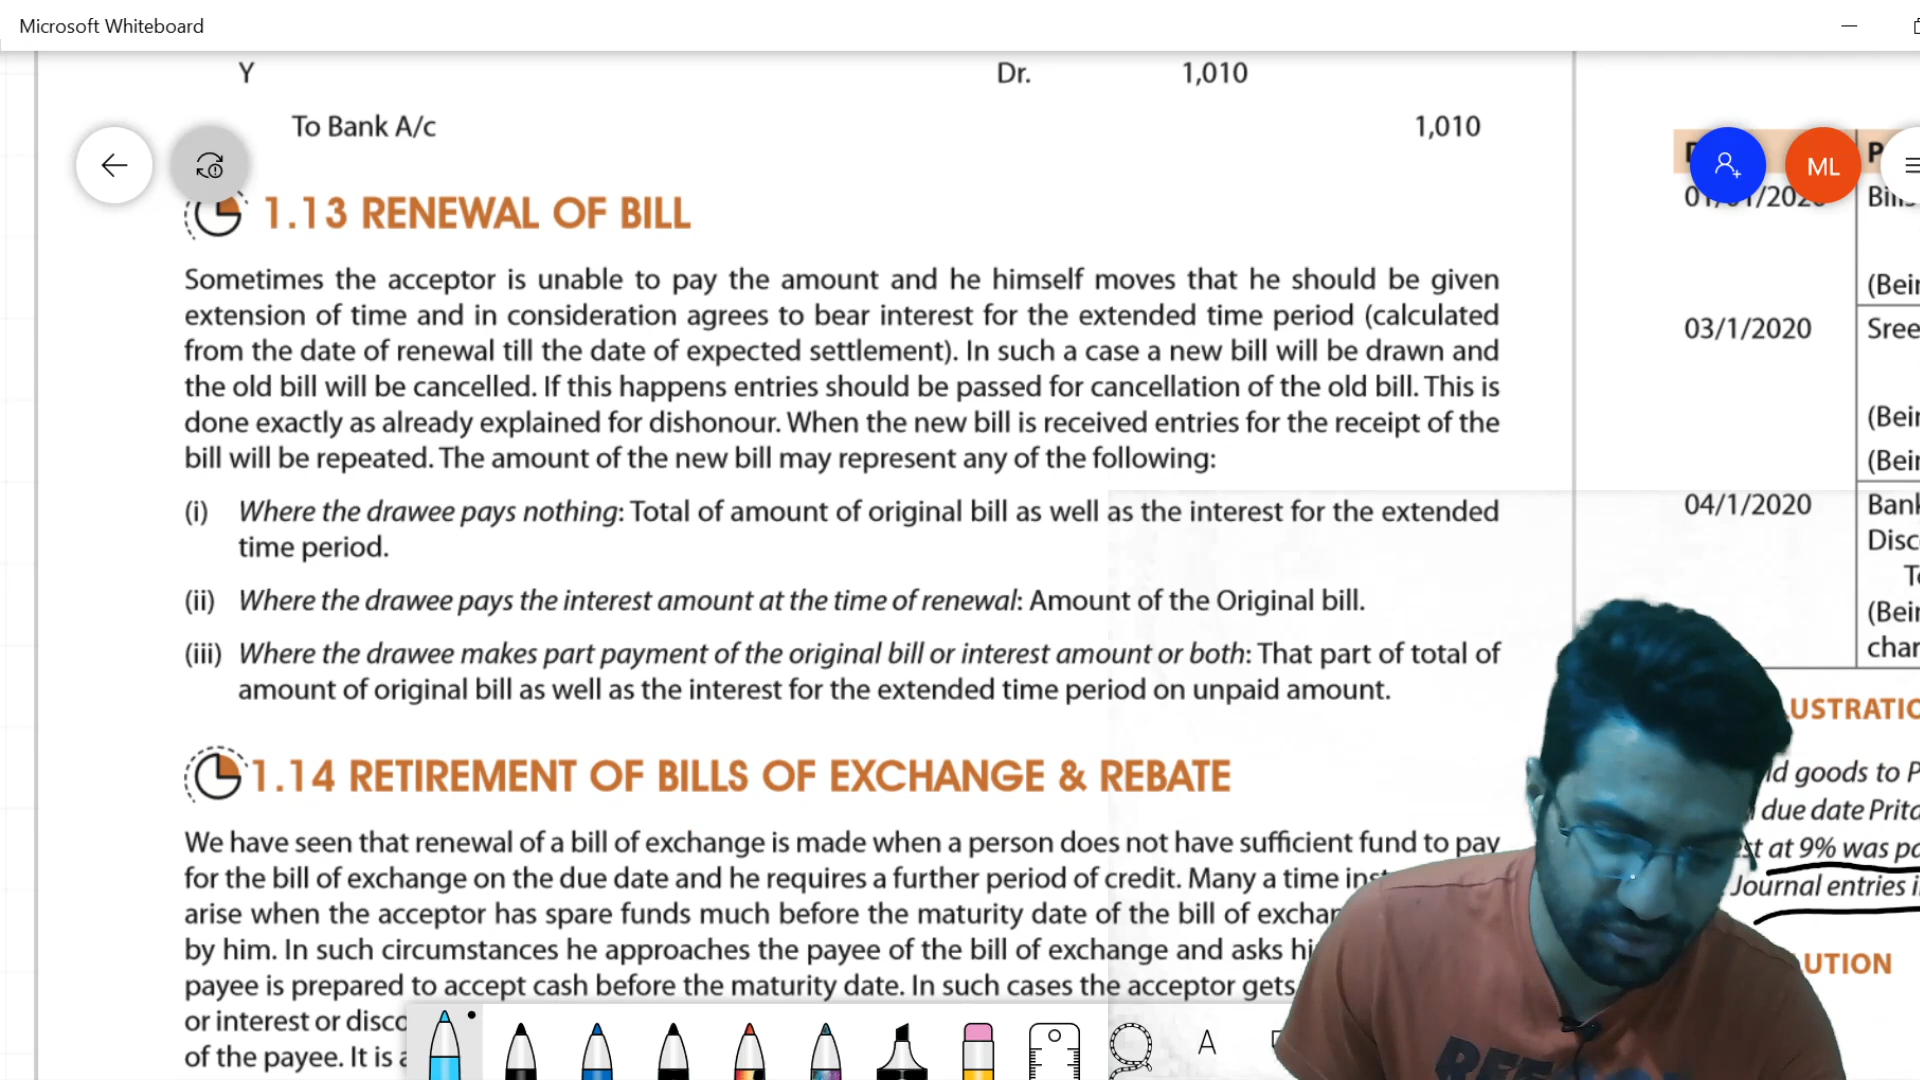 Microsoft Whiteboard
Y Dr. 1,010
To Bank A/c 1,010
ML
1.13 RENEWAL OF BILL
Sometimes the acceptor is unable to pay the amount and he himself moves that he should be given
extension of time and in consideration agrees to bear interest for the extended time period (calculated
from the date of renewal till the date of expected settlement). In such a case a new bill will be drawn and
the old bill will be cancelled. If this happens entries should be passed for cancellation of the old bill. This is
done exactly as already explained for dishonour. When the new bill is received entries for the receipt of the
bill will be repeated. The amount of the new bill may represent any of the following:
(i) Where the drawee pays nothing: Total of amount of original bill as well as the interest for the extended
time period.
(ii) Where the drawee pays the interest amount at the time of renewal: Amount of the Original bill.
(iii) Where the drawee makes part payment of the original bill or interest amount or both: That part of total of
amount of original bill as well as the interest for the extended time period on unpaid amount.
1.14 RETIREMENT OF BILLS OF EXCHANGE & REBATE
We have seen that renewal of a bill of exchange is made when a person does not have sufficient fund to pay
for the bill of exchange on the due date and he requires a further period of credit. Many a time
arise when the acceptor has spare funds much before the maturity date of the bill of
by him. In such circumstances he approaches the payee of the bill of exchange and asks
payee is prepared to accept cash before the maturity date. In such cases the acceptor gets
or interest or
of the payee. It is
A
03/1/2020
04/1/2020
goods to P
due date
at 9% was
Journal entries